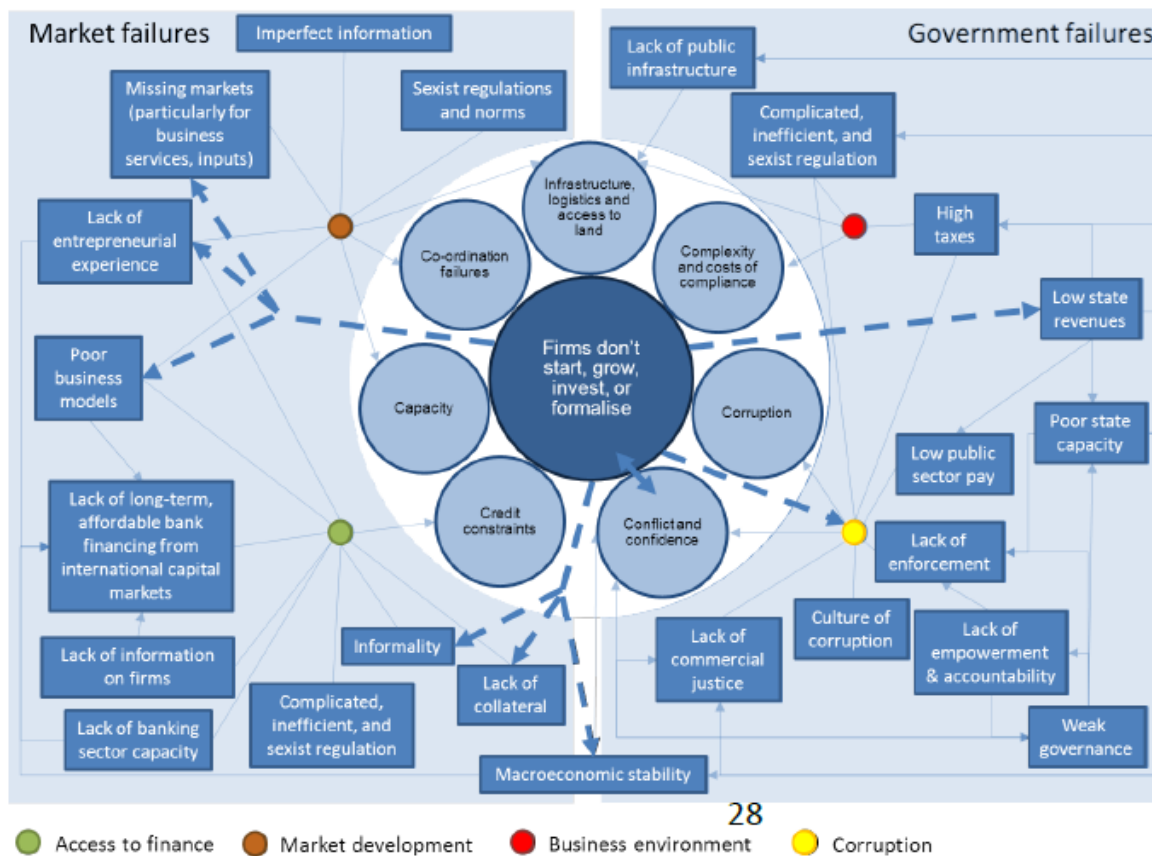 Market failures
Government failures
Imperfect information
Missing markets
(particularly for
business
services, inputs)
Sexist regulations
and norms
Lack of public
infrastructure
Complicated,
inefficient, and
sexist regulation
Lack of
entrepreneurial
experience
High
taxes
Infrastructure,
logistics and
access to
land
Co-ordination
failures
Complexity
and costs of
compliance
Low state
revenues
Poor
business
models
Firms don't
start, grow,
invest, or
formalise
Capacity
Corruption
Poor state
capacity
Low public
sector pay
Lack of long-term,
affordable bank
financing from
international capital
markets
Credit
constraints
Conflict and
confidence
Lack of
enforcement
Lack of information
on firms
Informality
Lack of
collateral
Lack of
commercial
justice
Culture of
corruption
Lack of
empowerment
& accountability
Lack of banking
sector capacity
Complicated,
inefficient, and
sexist regulation
Weak
governance
Macroeconomic stability
28
Access to finance
Market development
Business environment
Corruption